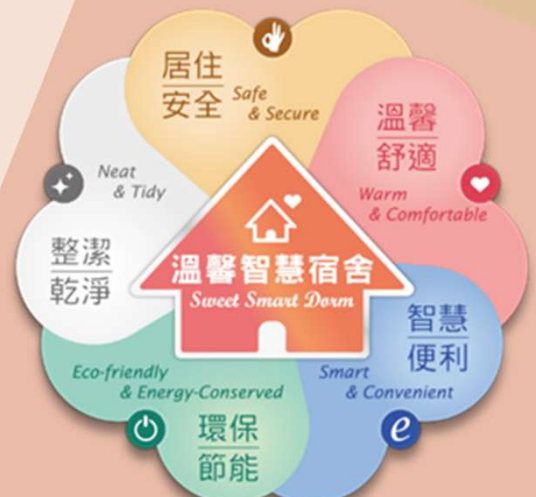 居住
安全
Safe
& Secure
溫馨
舒適
Warm
& Comfortable
智慧
便利
Smart
& Convenient
e
環保
節能
Eco-friendly
& Energy-Conserved
整潔
乾淨
Neat
& Tidy
溫馨智慧宿舍
Sweet Smart Dorm